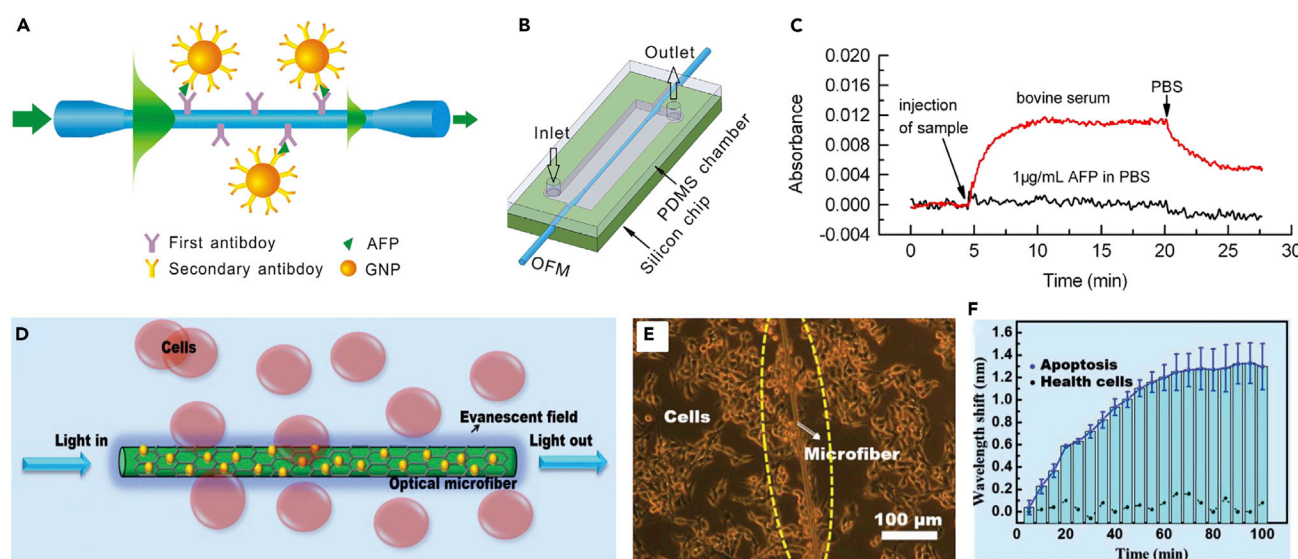 A
First antibdoy
AFP
Secondary antibdoy
GNP
B
Outlet
Inlet
PDMS chamber
Silicon chip
OFM
C
0.020
0.016
0.012
0.008
0.004
0.000
-0.004
Absorbance
injection
of sample
bovine serum
PBS
1µg/mL AFP in PBS
0 5 10 15 20 25 30
Time (min)
D
Cells
Evanescent field
Light in
Light out
Optical microfiber
E
Cells
Microfiber
100 µm
F
1.6
1.4
1.2
1.0
0.8
0.6
0.4
0.2
0.0
Wavelength shift (nm)
Apoptosis
Health cells
0 20 40 60 80 100
Time (min)